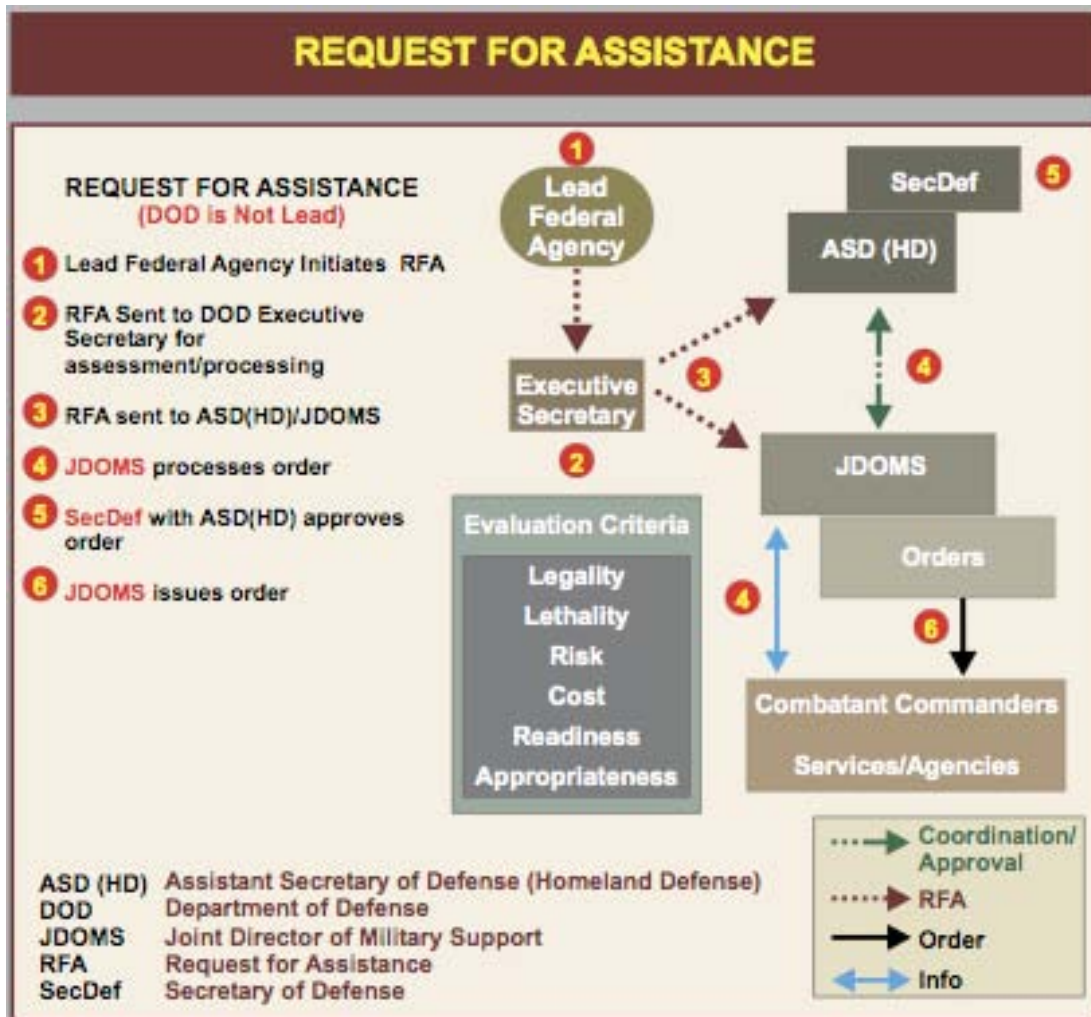 REQUEST FOR ASSISTANCE
REQUEST FOR ASSISTANCE
(DOD is Not Lead)
1 Lead Federal Agency Initiates RFA
2 RFA Sent to DOD Executive
Secretary for
assessment/processing
3 RFA sent to ASD(HD)/JDOMS
4 JDOMS processes order
5 SecDef with ASD(HD) approves
order
6 JDOMS issues order
1
Lead
Federal
Agency
SecDef
5
ASD (HD)
3
4
Executive
Secretary
2
JDOMS
Orders
4
6
Evaluation Criteria
Legality
Lethality
Risk
Cost
Readiness
Appropriateness
Combatant Commanders
Services/Agencies
Coordination/
Approval
RFA
Order
Info
ASD (HD) Assistant Secretary of Defense (Homeland Defense)
DOD Department of Defense
JDOMS Joint Director of Military Support
RFA Request for Assistance
SecDef Secretary of Defense